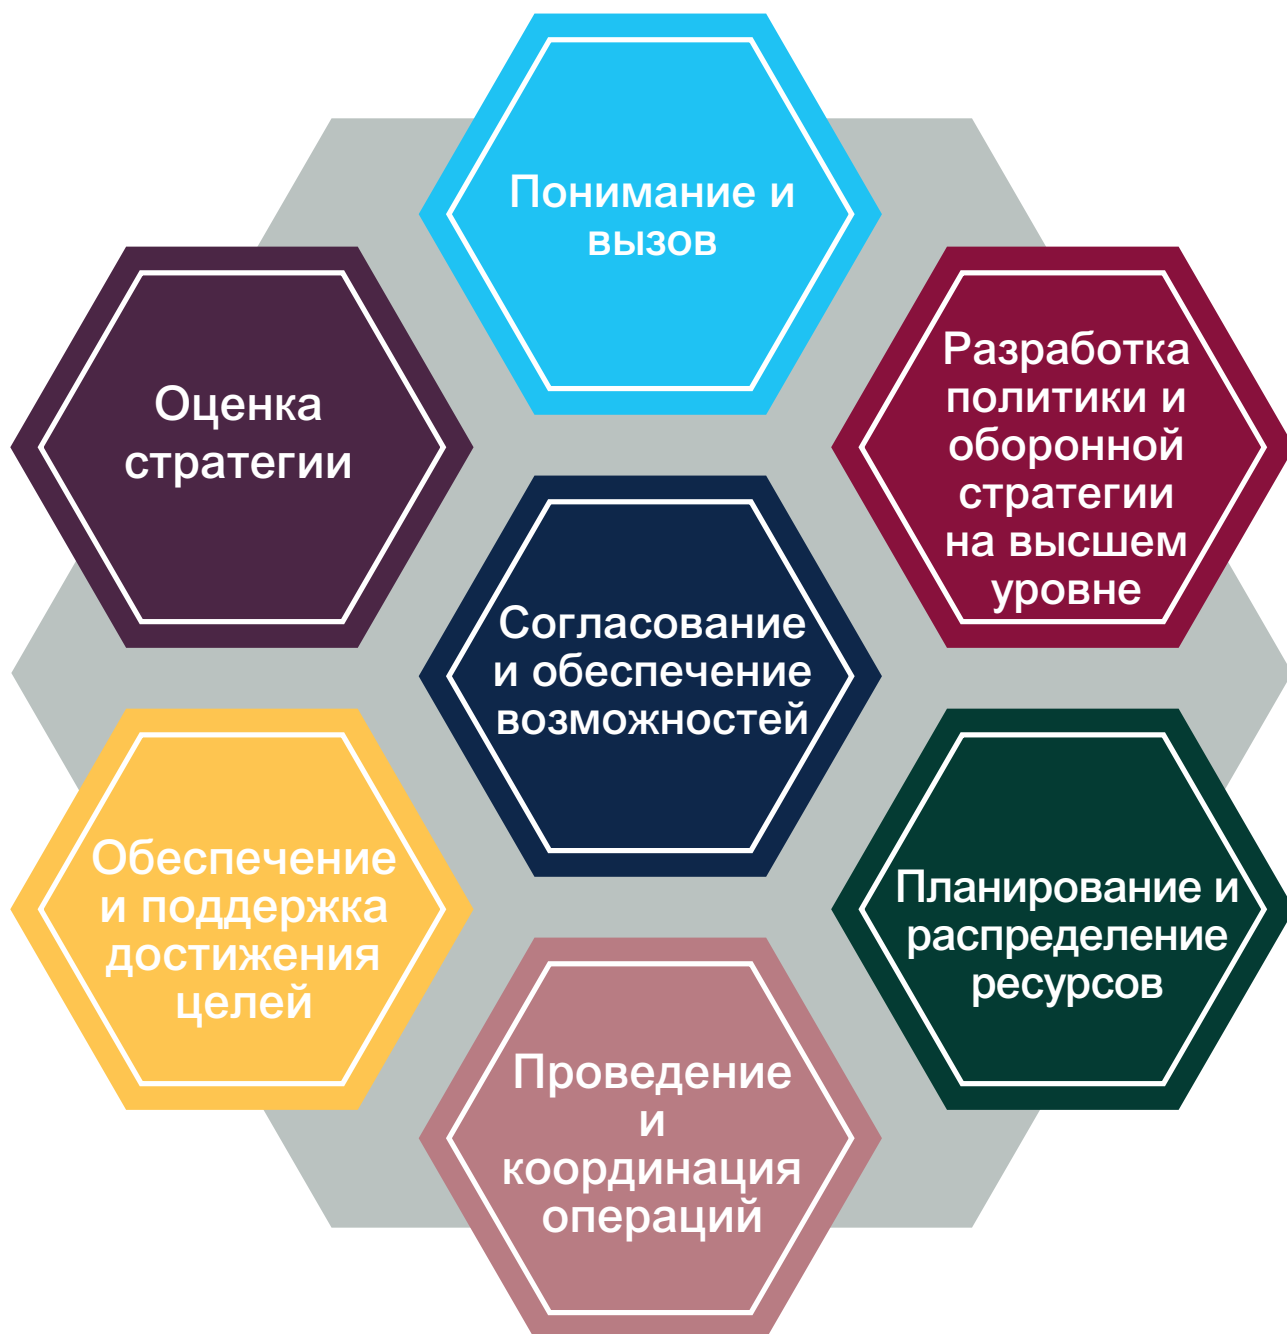 Понимание и
вызов
Разработка
политики и
оборонной
стратегии
на высшем
уровне
Оценка
стратегии
Согласование
и обеспечение
возможностей
Обеспечение
и поддержка
достижения
целей
Планирование и
распределение
ресурсов
Проведение
и
координация
операций